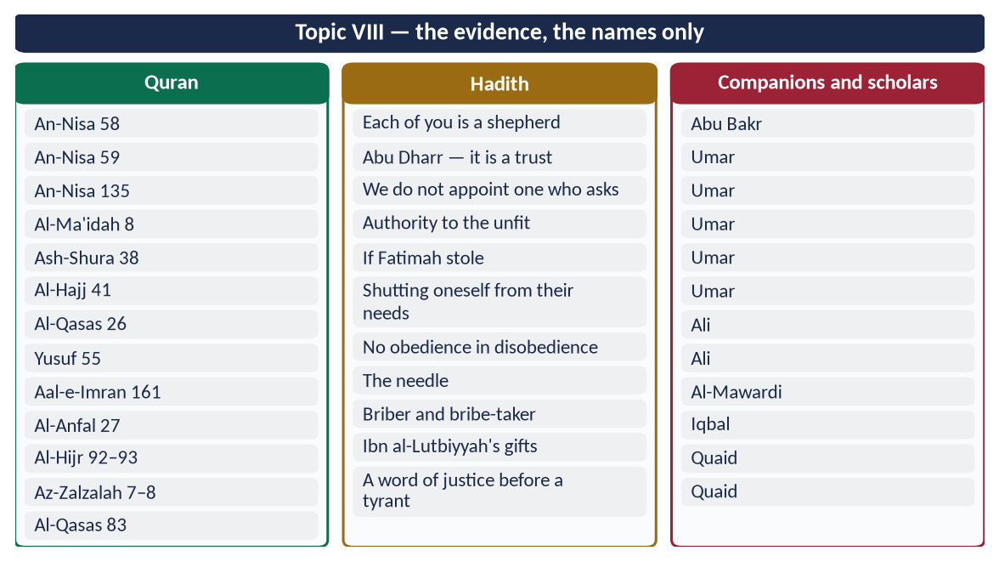 Topic VIII — the evidence, the names only
Quran
An-Nisa 58
An-Nisa 59
An-Nisa 135
Al-Ma'idah 8
Ash-Shura 38
Al-Hajj 41
Al-Qasas 26
Yusuf 55
Aal-e-Imran 161
Al-Anfal 27
Al-Hijr 92–93
Az-Zalzalah 7–8
Al-Qasas 83
Hadith
Each of you is a shepherd
Abu Dharr — it is a trust
We do not appoint one who asks
Authority to the unfit
If Fatimah stole
Shutting oneself from their
needs
No obedience in disobedience
The needle
Briber and bribe-taker
Ibn al-Lutbiyyah's gifts
A word of justice before a
tyrant
Companions and scholars
Abu Bakr
Umar
Umar
Umar
Umar
Umar
Ali
Ali
Al-Mawardi
Iqbal
Quaid
Quaid